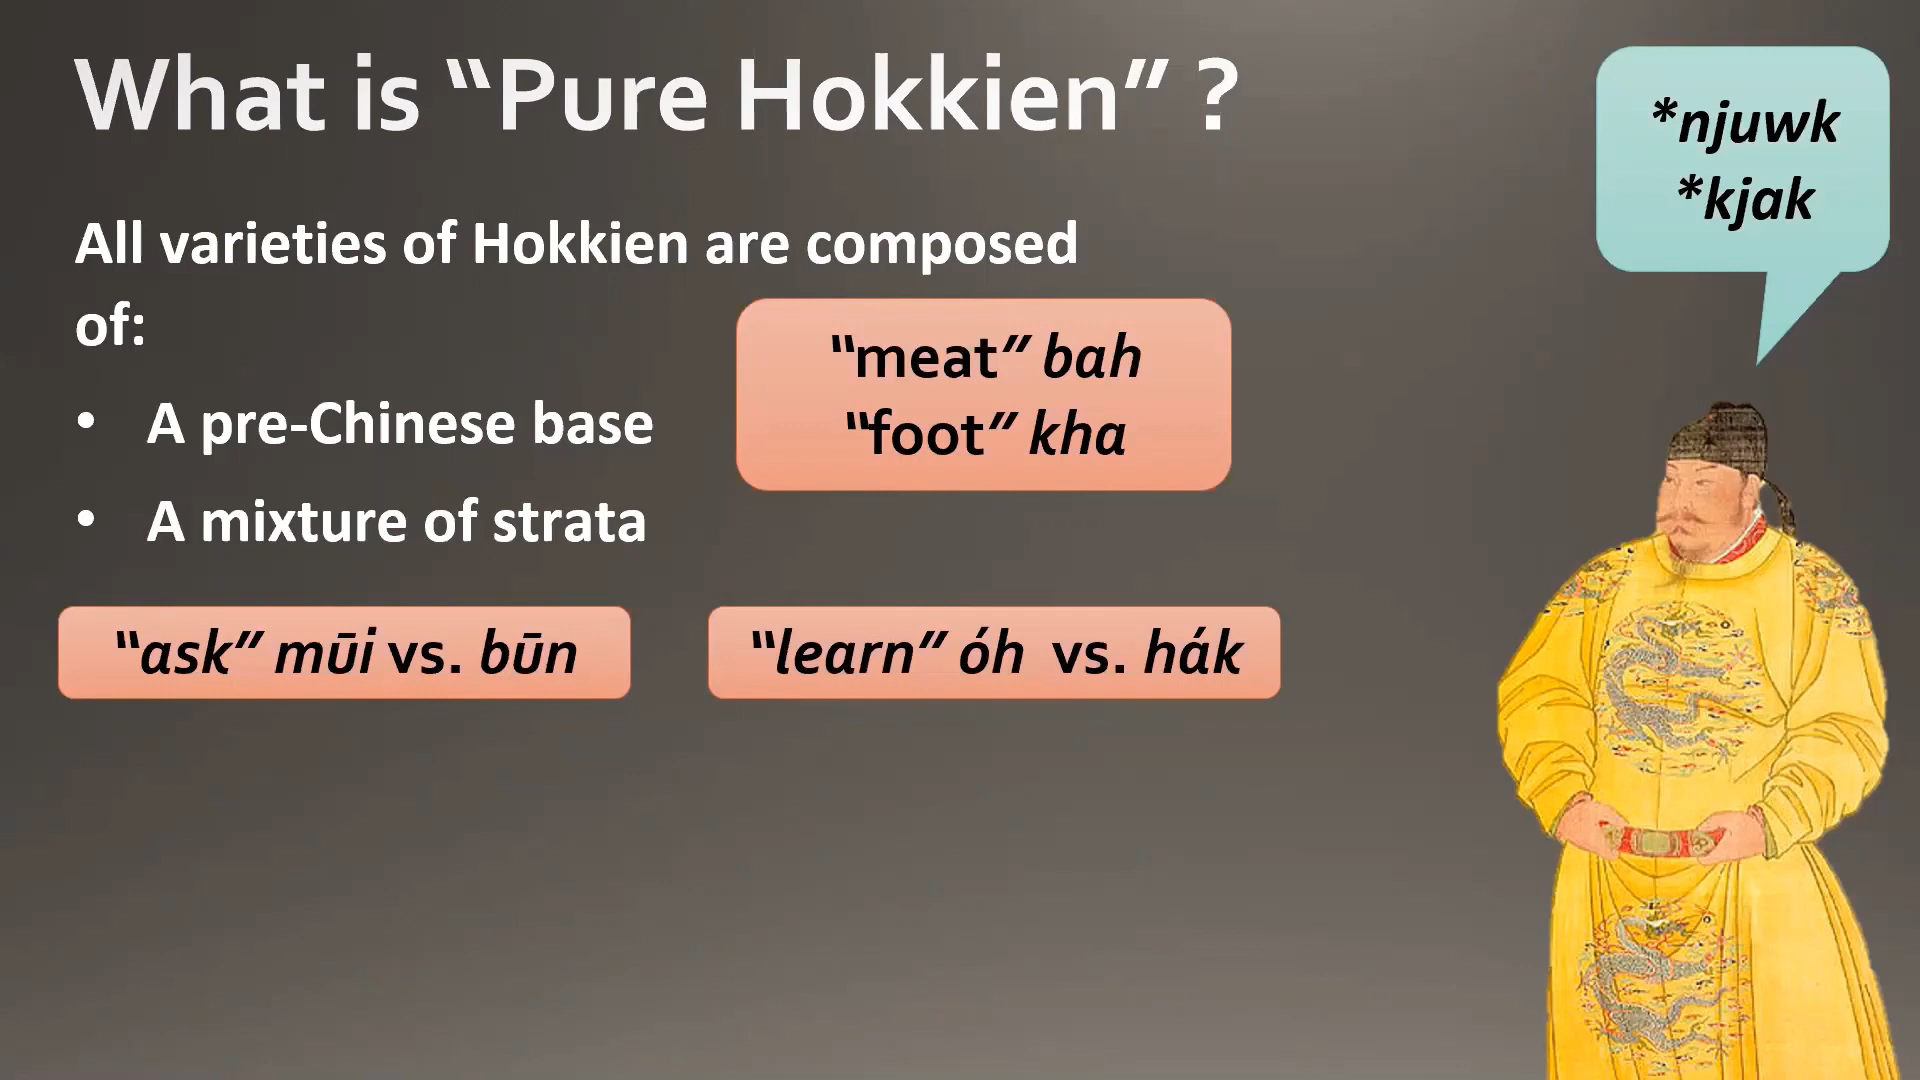 What is “Pure Hokkien” ?
*njuwk
*kjak
All varieties of Hokkien are composed
of:
“meat” bah
“foot” kha
• A pre-Chinese base
• A mixture of strata
“ask” mūi vs. būn
“learn” óh vs. hák